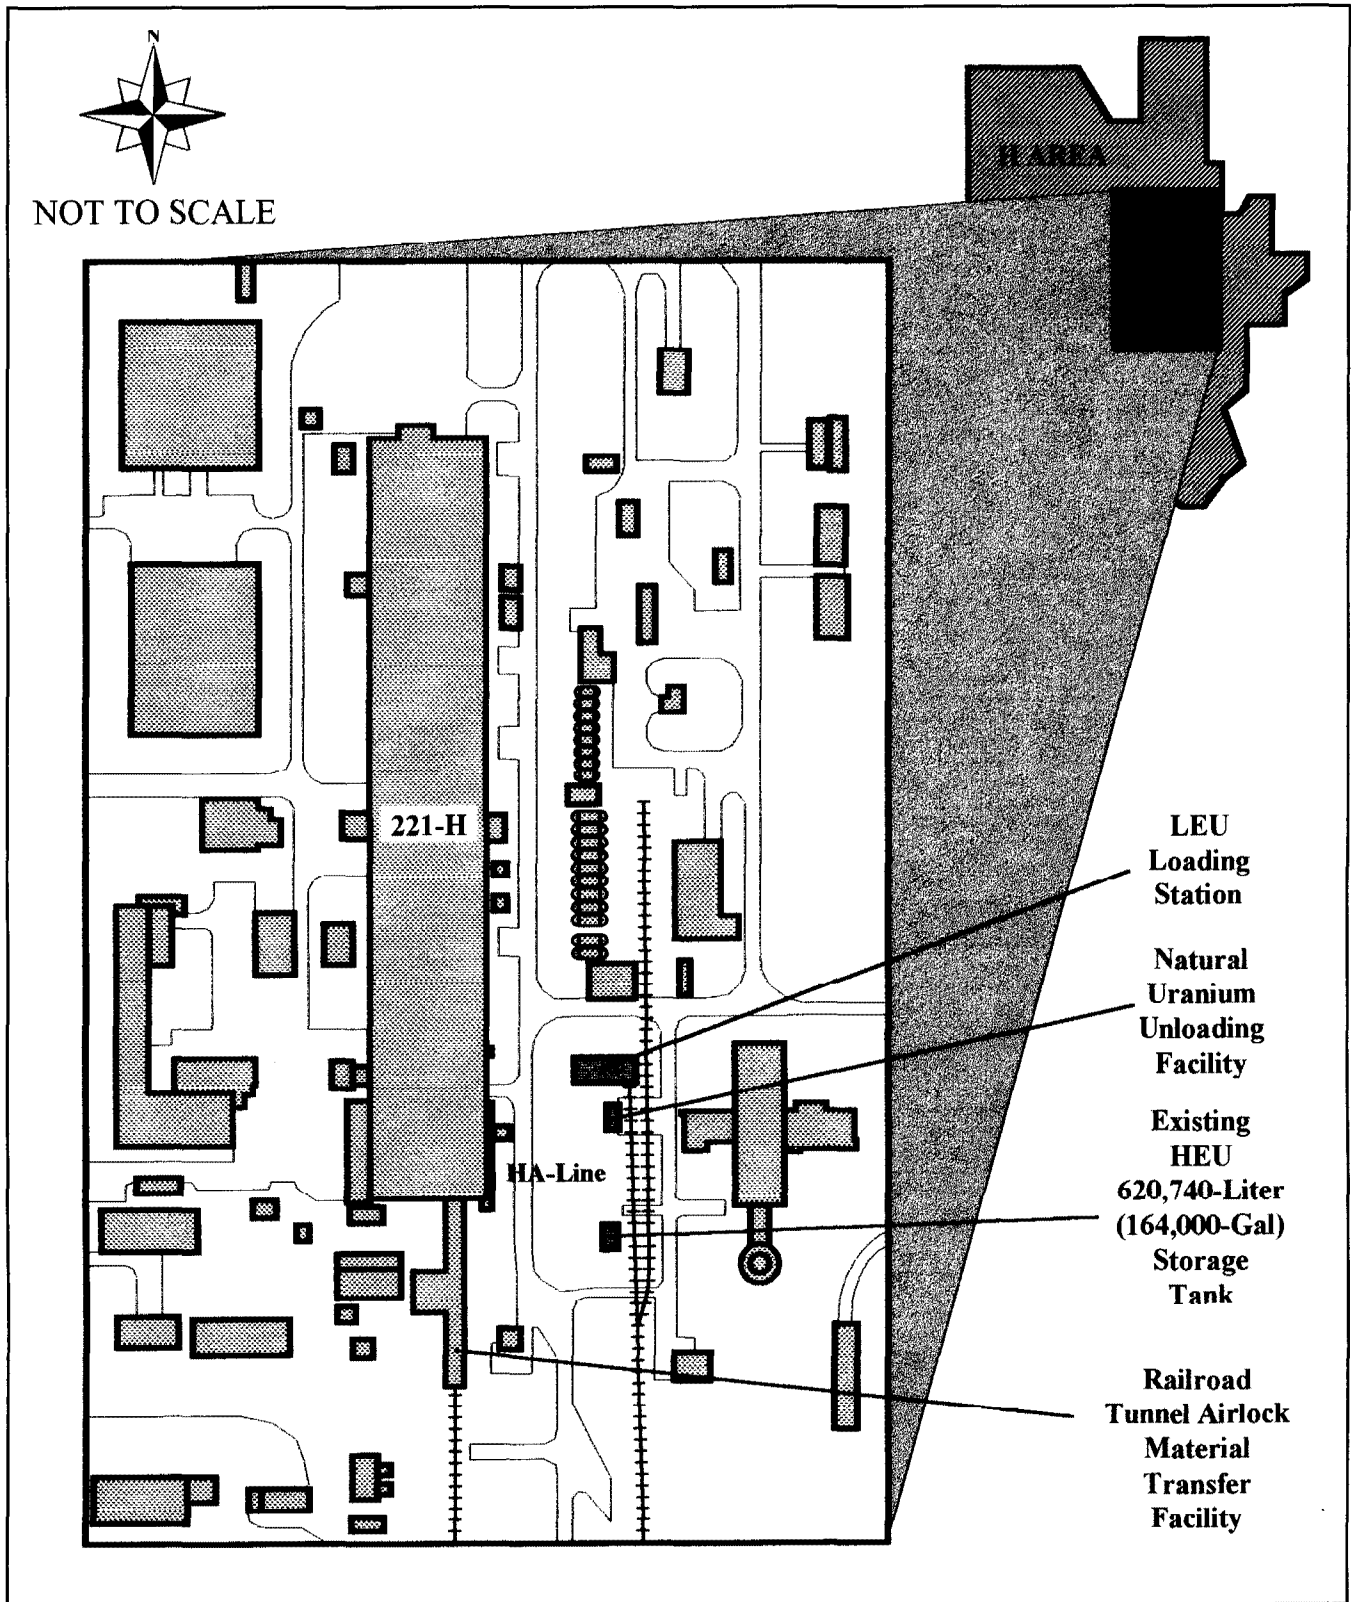 N
NOT TO SCALE
H AREA
221-H
HA-Line
LEU
Loading
Station
Natural
Uranium
Unloading
Facility
Existing
HEU
620,740-Liter
(164,000-Gal)
Storage
Tank
Railroad
Tunnel Airlock
Material
Transfer
Facility